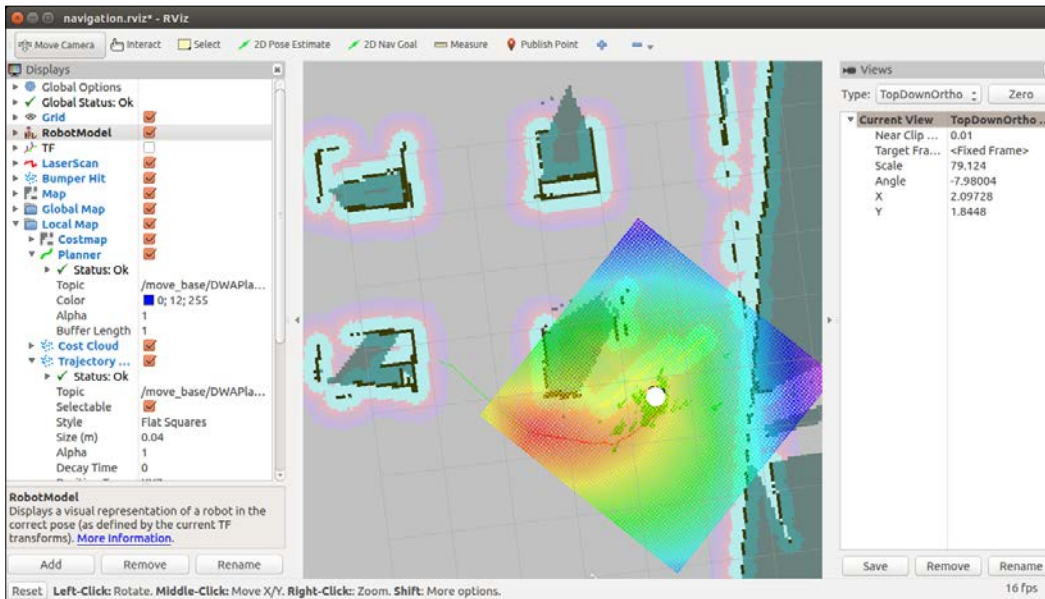 navigation.rviz* - RViz
Move Camera Interact Select 2D Pose Estimate 2D Nav Goal Measure Publish Point
Displays
Global Options
Global Status: Ok
Grid
RobotModel
TF
LaserScan
Bumper Hit
Map
Global Map
Local Map
Costmap
Planner
Status: Ok
Topic /move_base/DWAPla...
Color 0; 12; 255
Alpha 1
Buffer Length 1
Cost Cloud
Trajectory ...
Status: Ok
Topic /move_base/DWAPla...
Selectable
Style Flat Squares
Size (m) 0.04
Alpha 1
Decay Time 0
RobotModel
Displays a visual representation of a robot in the
correct pose (as defined by the current TF
transforms). More Information.
Add Remove Rename
Views
Type: TopDownOrtho Zero
Current View TopDownOrtho ...
Near Clip ... 0.01
Target Fra... <Fixed Frame>
Scale 79.124
Angle -7.98004
X 2.09728
Y 1.8448
Save Remove Rename
Reset Left-Click: Rotate. Middle-Click: Move X/Y. Right-Click:: Zoom. Shift: More options. 16 fps